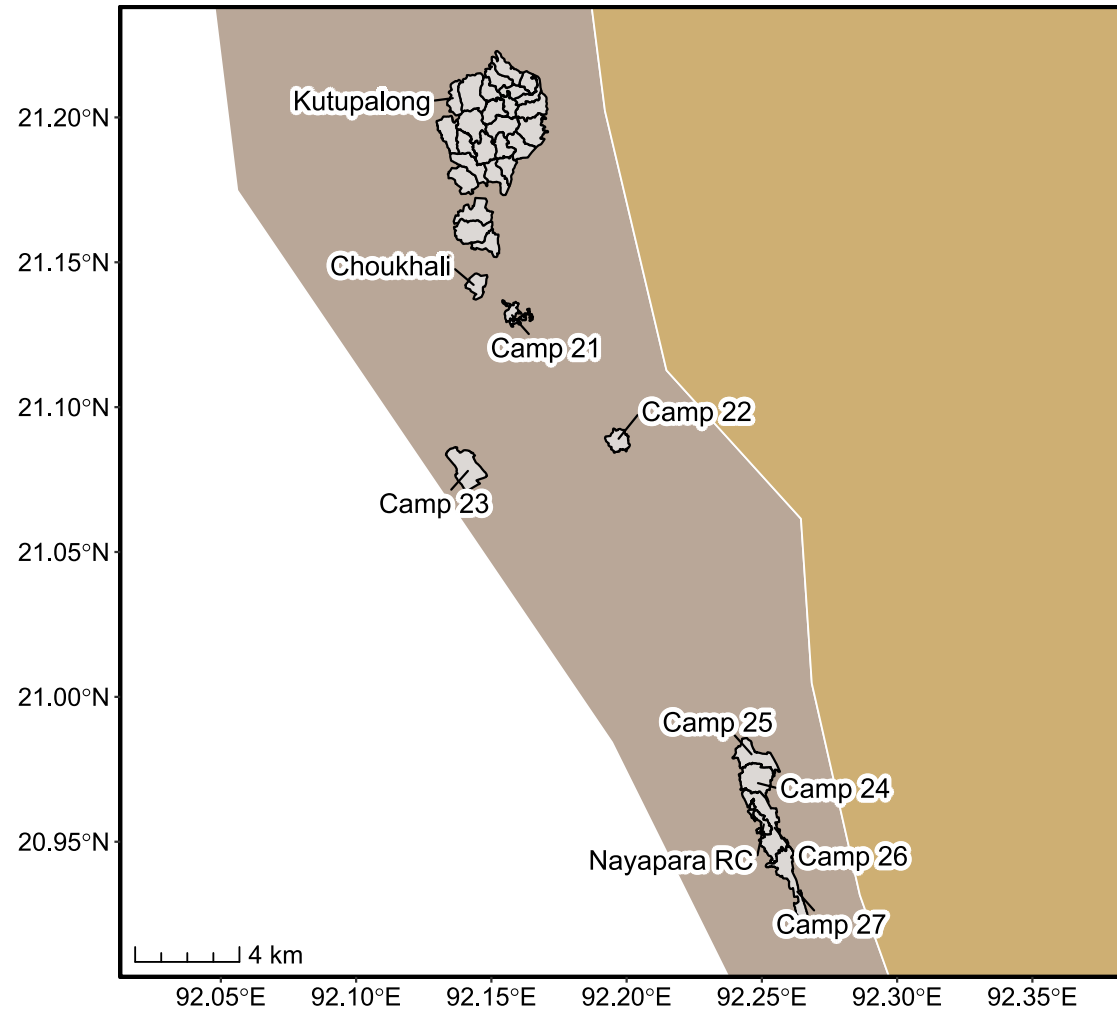 21.20°N
Kutupalong
21.15°N
Choukhali
Camp 21
21.10°N
Camp 22
Camp 23
21.05°N
21.00°N
Camp 25
Camp 24
20.95°N
Nayapara RC
Camp 26
Camp 27
4 km
92.05°E 92.10°E 92.15°E 92.20°E 92.25°E 92.30°E 92.35°E